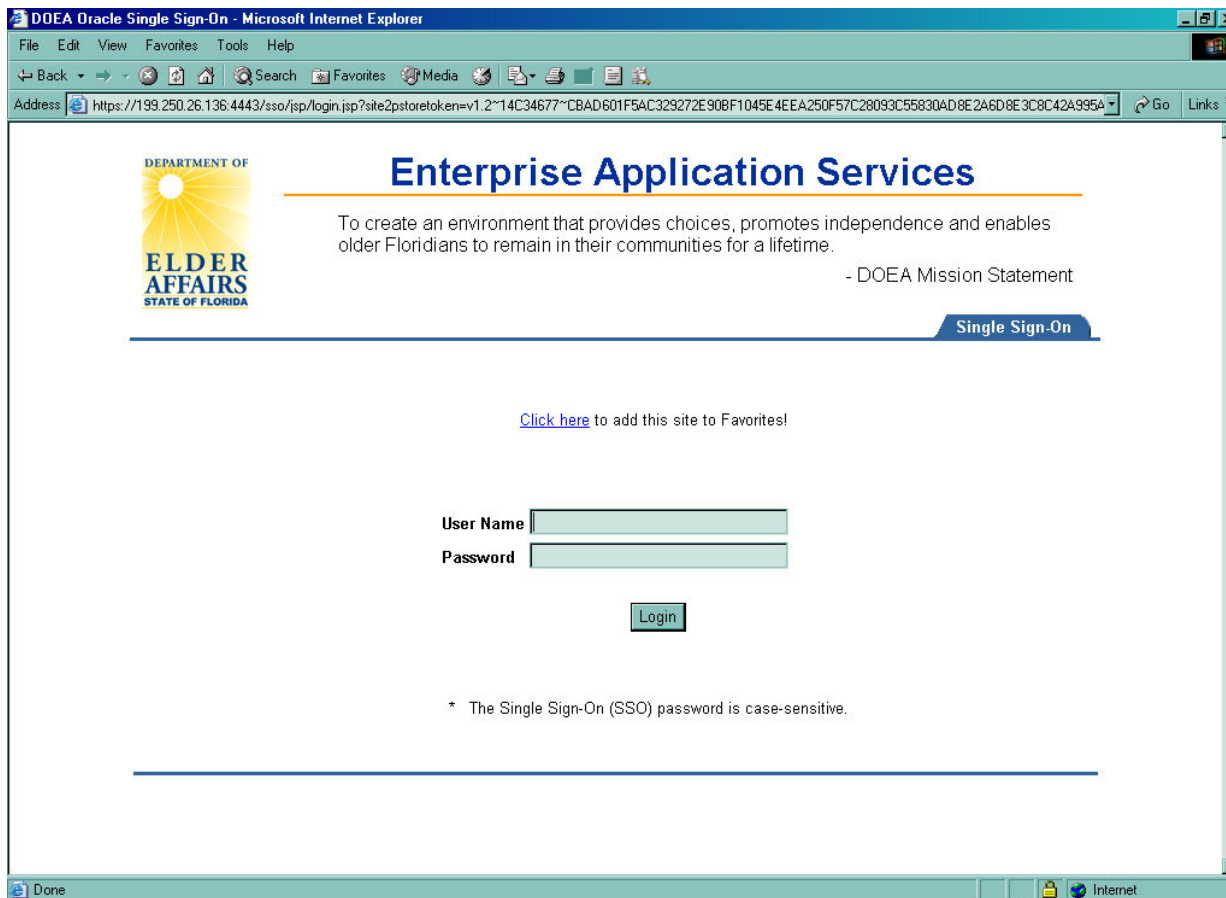 DOEA Oracle Single Sign-On - Microsoft Internet Explorer
File Edit View Favorites Tools Help
Back Search Favorites Media
Address https://199.250.26.136:4443/sso/jsp/login.jsp?site2pstoretoken=v1.2~14C34677~CBAD601F5AC329272E90BF1045E4EEA250F57C28093C55830AD8E2A6D8E3C8C42A995A Go Links
DEPARTMENT OF
ELDER
AFFAIRS
STATE OF FLORIDA
Enterprise Application Services
To create an environment that provides choices, promotes independence and enables
older Floridians to remain in their communities for a lifetime.
- DOEA Mission Statement
Single Sign-On
Click here to add this site to Favorites!
User Name
Password
Login
* The Single Sign-On (SSO) password is case-sensitive.
Done Internet